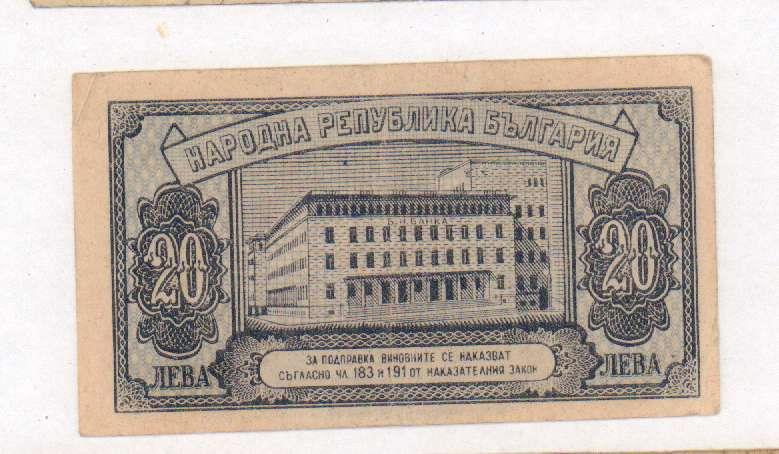 НАРОДНА РЕПУБЛИКА БЪЛГАРИЯ
Б.Н.БАНКА
20 20
ЛЕВА ЛЕВА
ЗА ПОДПРАВКА ВИНОВНИТЕ СЕ НАКАЗВАТ
СЪГЛАСНО ЧЛ. 183 И 191 ОТ НАКАЗАТЕЛНИЯ ЗАКОН